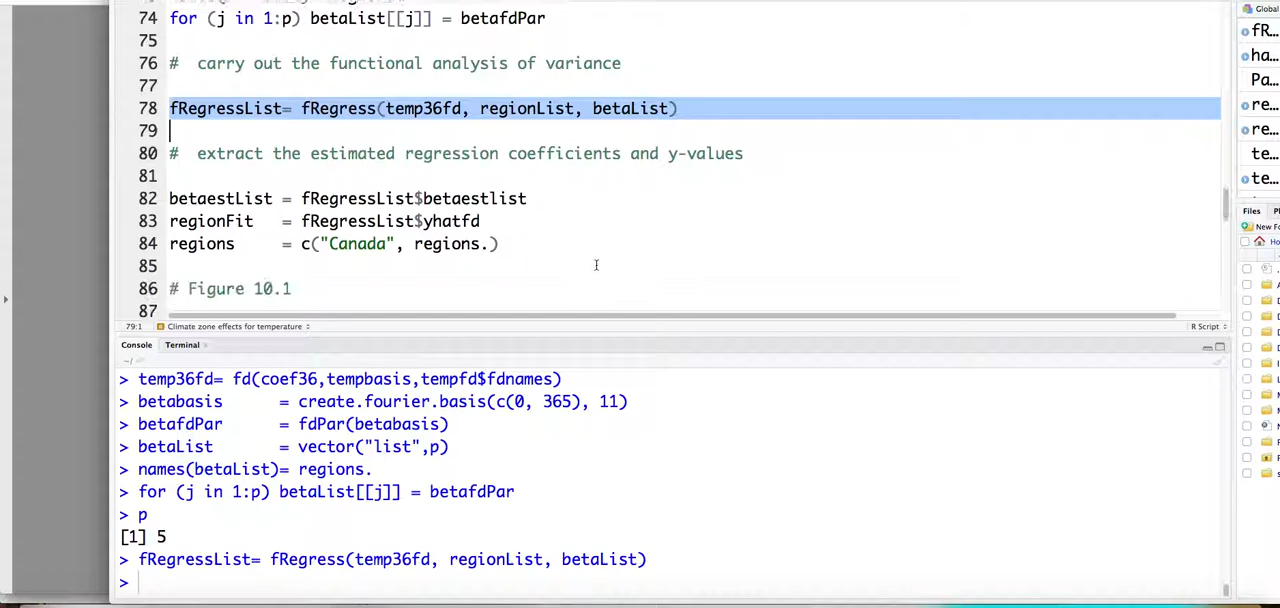 74 for (j in 1:p) betaList[[j]] = betafdPar
75
76 #  carry out the functional analysis of variance
77
78 fRegressList= fRegress(temp36fd, regionList, betaList)
79
80 #  extract the estimated regression coefficients and y-values
81
82 betaestList = fRegressList$betaestlist
83 regionFit   = fRegressList$yhatfd
84 regions     = c("Canada", regions.)
85
86 # Figure 10.1
87
79:1 Climate zone effects for temperature R Script
Console Terminal
~/
> temp36fd= fd(coef36,tempbasis,tempfd$fdnames)
> betabasis      = create.fourier.basis(c(0, 365), 11)
> betafdPar      = fdPar(betabasis)
> betaList       = vector("list",p)
> names(betaList)= regions.
> for (j in 1:p) betaList[[j]] = betafdPar
> p
[1] 5
> fRegressList= fRegress(temp36fd, regionList, betaList)
>
Global
fR…
ha…
Pa…
re…
re…
te…
te…
Files
New Fo